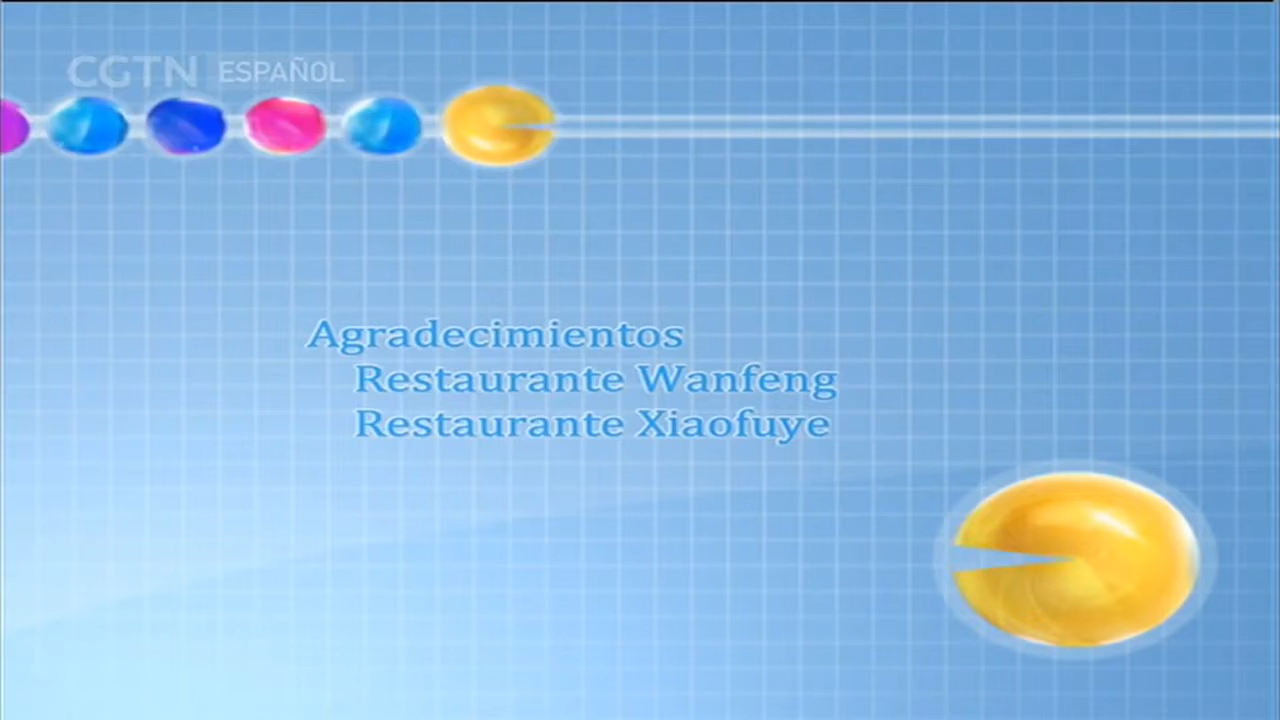 CGTN ESPAÑOL
Agradecimientos
Restaurante Wanfeng
Restaurante Xiaofuye